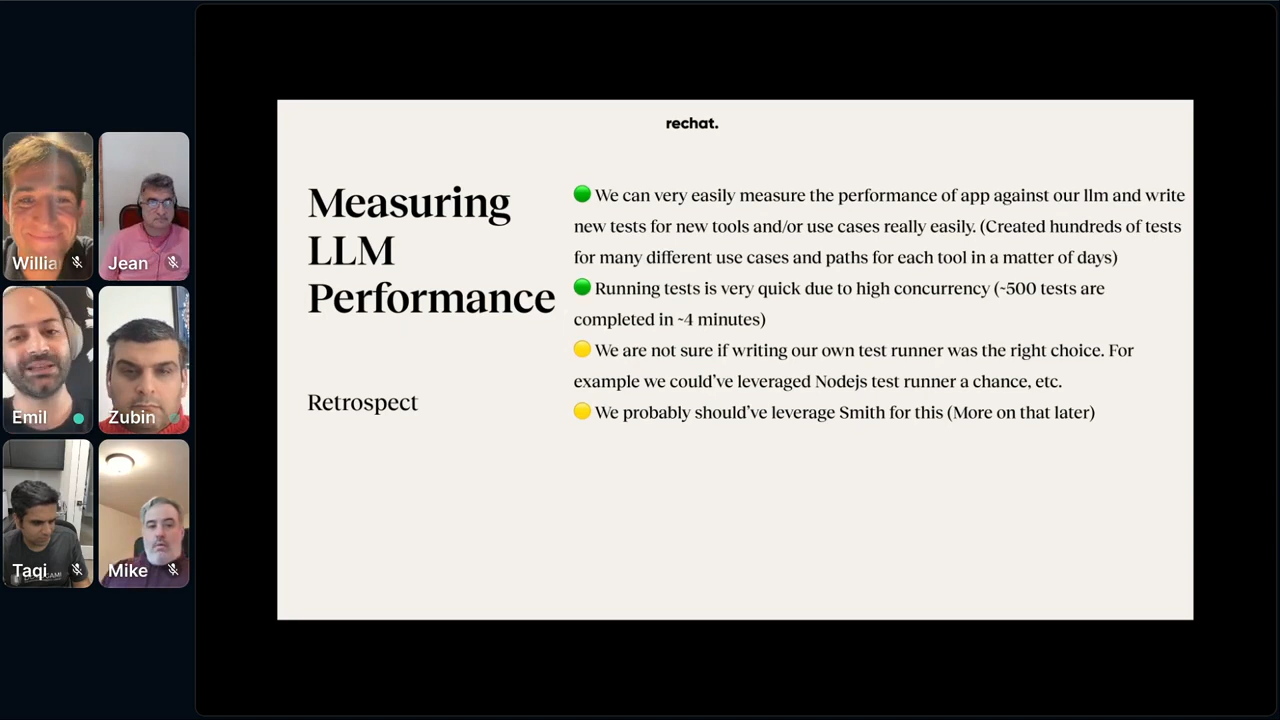 rechat.
Measuring
LLM
Performance
Retrospect
🟢 We can very easily measure the performance of app against our llm and write
new tests for new tools and/or use cases really easily. (Created hundreds of tests
for many different use cases and paths for each tool in a matter of days)
🟢 Running tests is very quick due to high concurrency (~500 tests are
completed in ~4 minutes)
🟡 We are not sure if writing our own test runner was the right choice. For
example we could've leveraged Nodejs test runner a chance, etc.
🟡 We probably should've leverage Smith for this (More on that later)
Willia
Jean
Emil
Zubin
Taqi
Mike